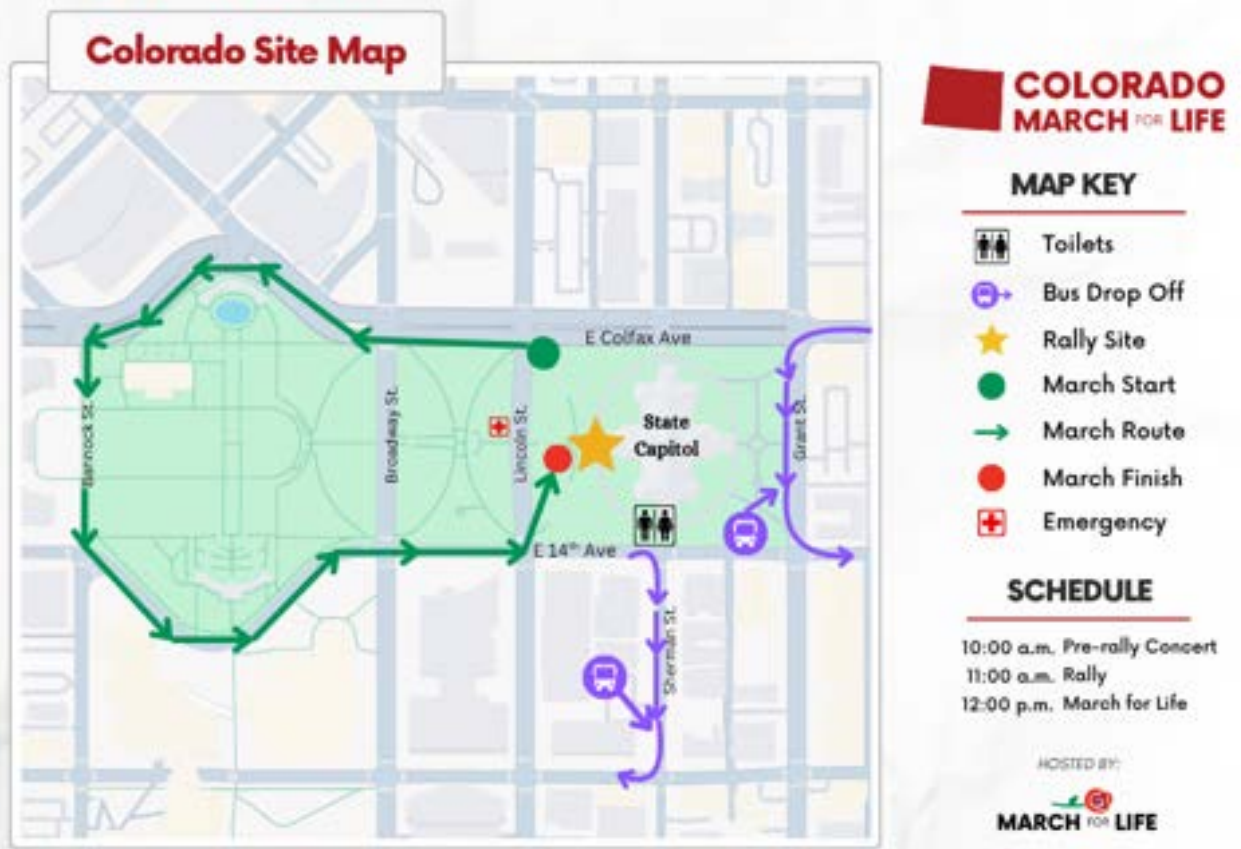 Colorado Site Map
E Colfax Ave
State
Capitol
Bannock St.
Broadway St.
Lincoln St.
Grant St.
E 14th Ave
Sherman St.
COLORADO
MARCH FOR LIFE
MAP KEY
Toilets
Bus Drop Off
Rally Site
March Start
March Route
March Finish
Emergency
SCHEDULE
10:00 a.m. Pre-rally Concert
11:00 a.m. Rally
12:00 p.m. March for Life
HOSTED BY:
MARCH FOR LIFE